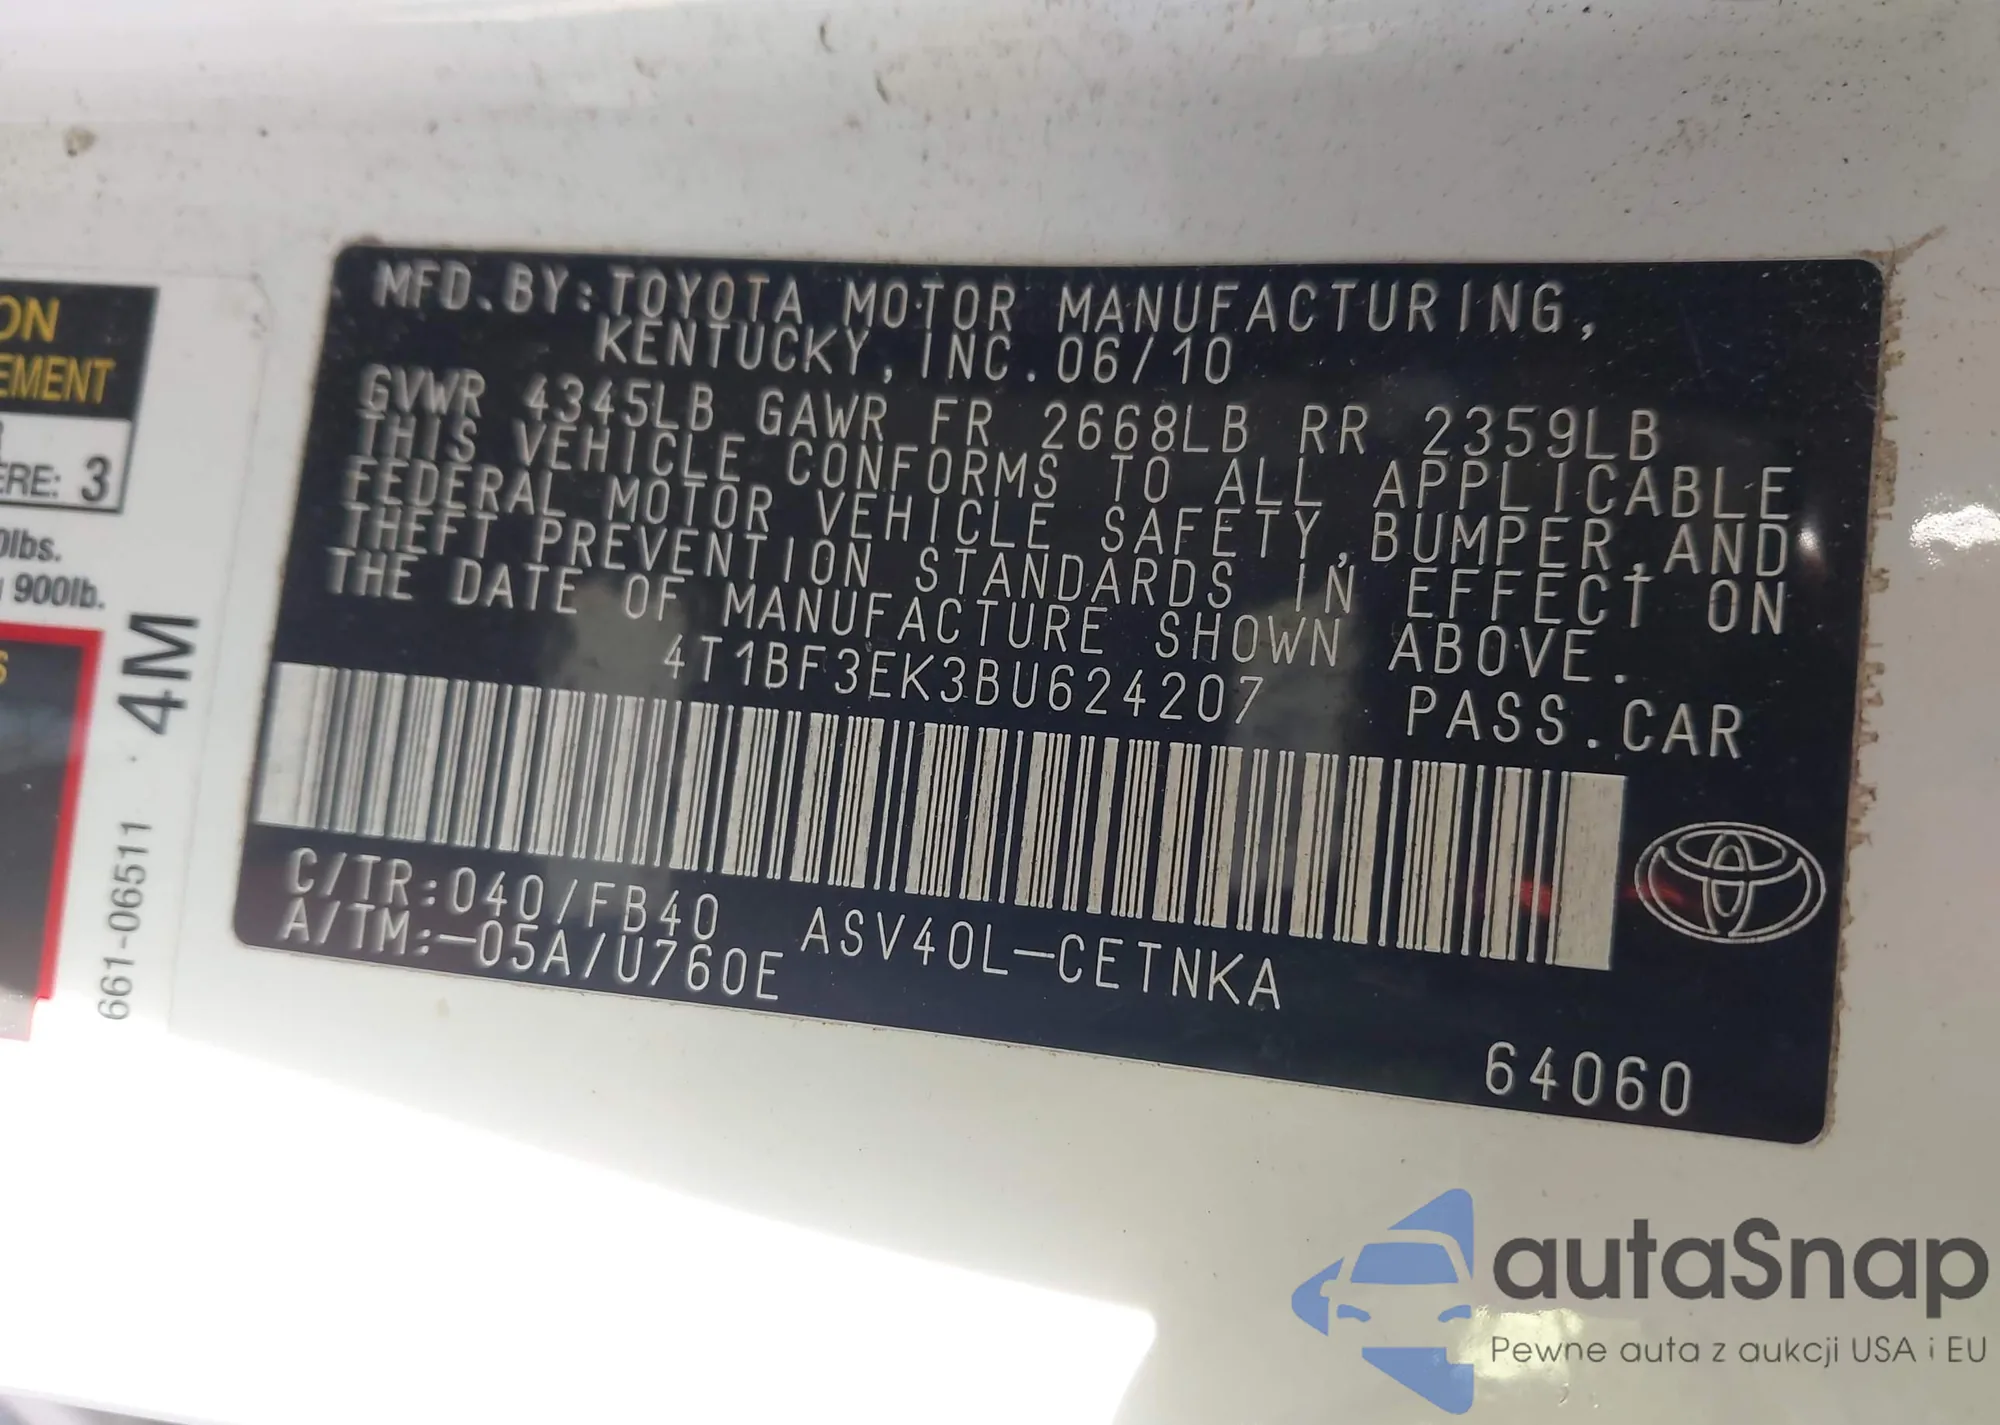 MFD.BY:TOYOTA MOTOR MANUFACTURING,
KENTUCKY, INC. 06/10
GVWR 4345LB GAWR FR 2668LB RR 2359LB
THIS VEHICLE CONFORMS TO ALL APPLICABLE
FEDERAL MOTOR VEHICLE SAFETY,BUMPER,AND
THEFT PREVENTION STANDARDS IN EFFECT ON
THE DATE OF MANUFACTURE SHOWN ABOVE.
4T1BF3EK3BU624207 PASS.CAR
C/TR:040/FB40 ASV40L-CETNKA
A/TM:-05A/U760E
64060
ERE: 3
900lb.
4M
661-06511
autaSnap
Pewne auta z aukcji USA i EU